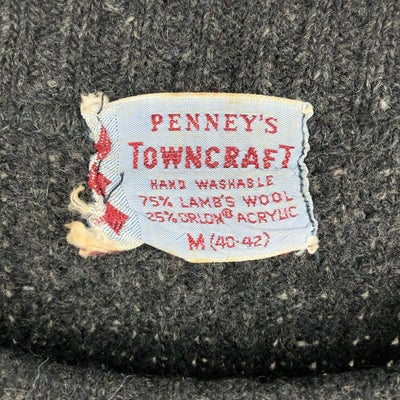 PENNEY'S
TOWNCRAFT
HAND WASHABLE
75% LAMB'S WOOL
25% ORLON® ACRYLIC
M (40-42)